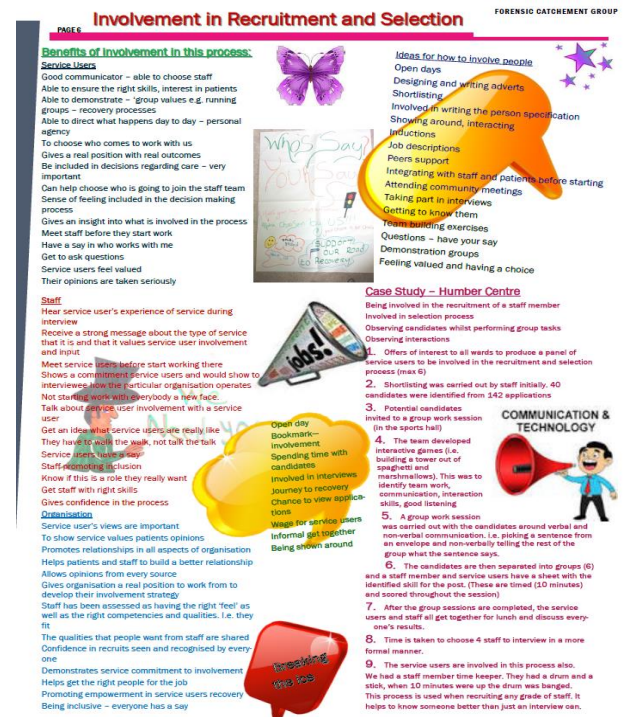 FORENSIC CATCHEMENT GROUP
Involvement in Recruitment and Selection
PAGE 6
Benefits of involvement in this process:
Service Users
Good communicator – able to choose staff
Able to ensure the right skills, interest in patients
Able to demonstrate – 'group values e.g. running
groups – recovery processes
Able to direct what happens day to day – personal
agency
To choose who comes to work with us
Gives a real position with real outcomes
Be included in decisions regarding care – very
important
Can help choose who is going to join the staff team
Sense of feeling included in the decision making
process
Gives an insight into what is involved in the process
Meet staff before they start work
Have a say in who works with me
Get to ask questions
Service users feel valued
Their opinions are taken seriously
Staff
Hear service user's experience of service during
interview
Receive a strong message about the type of service
that it is and that it values service user involvement
and input
Meet service users before start working there
Shows a commitment service users and would show to
interviewee how the particular organisation operates
Not starting work with everybody a new face.
Talk about service user involvement with a service
user
Get an idea what service users are really like
They have to walk the walk, not talk the talk
Service users have a say
Staff promoting inclusion
Know if this is a role they really want
Get staff with right skills
Gives confidence in the process
Organisation
Service user's views are important
To show service values patients opinions
Promotes relationships in all aspects of organisation
Helps patients and staff to build a better relationship
Allows opinions from every source
Gives organisation a real position to work from to
develop their involvement strategy
Staff has been assessed as having the right 'feel' as
well as the right competencies and qualities. I.e. they
fit
The qualities that people want from staff are shared
Confidence in recruits seen and recognised by every-
one
Demonstrates service commitment to involvement
Helps get the right people for the job
Promoting empowerment in service users recovery
Being inclusive – everyone has a say
Who's Say?
Your Say
SUPPORT
OUR ROAD
to Recovery
jobs!
Open day
Bookmark—
involvement
Spending time with
candidates
Involved in interviews
Journey to recovery
Chance to view applica-
tions
Wage for service users
Informal get together
Being shown around
Breaking
the ice
Ideas for how to involve people
Open days
Designing and writing adverts
Shortlisting
Involved in writing the person specification
Showing around, interacting
Inductions
Job descriptions
Peers support
Integrating with staff and patients before starting
Attending community meetings
Taking part in interviews
Getting to know them
Team building exercises
Questions – have your say
Demonstration groups
Feeling valued and having a choice
Case Study – Humber Centre
Being involved in the recruitment of a staff member
Involved in selection process
Observing candidates whilst performing group tasks
Observing interactions
1. Offers of interest to all wards to produce a panel of
service users to be involved in the recruitment and selection
process (max 6)
2. Shortlisting was carried out by staff initially. 40
candidates were identified from 142 applications
3. Potential candidates
invited to a group work session
(in the sports hall)
4. The team developed
interactive games (i.e.
building a tower out of
spaghetti and
marshmallows). This was to
identify team work,
communication, interaction
skills, good listening
COMMUNICATION &
TECHNOLOGY
5. A group work session
was carried out with the candidates around verbal and
non-verbal communication. i.e. picking a sentence from
an envelope and non-verbally telling the rest of the
group what the sentence says.
6. The candidates are then separated into groups (6)
and a staff member and service users have a sheet with the
identified skill for the post. (These are timed (10 minutes)
and scored throughout the session)
7. After the group sessions are completed, the service
users and staff all get together for lunch and discuss every-
one's results.
8. Time is taken to choose 4 staff to interview in a more
formal manner.
9. The service users are involved in this process also.
We had a staff member time keeper. They had a drum and a
stick, when 10 minutes were up the drum was banged.
This process is used when recruiting any grade of staff. It
helps to know someone better than just an interview can.